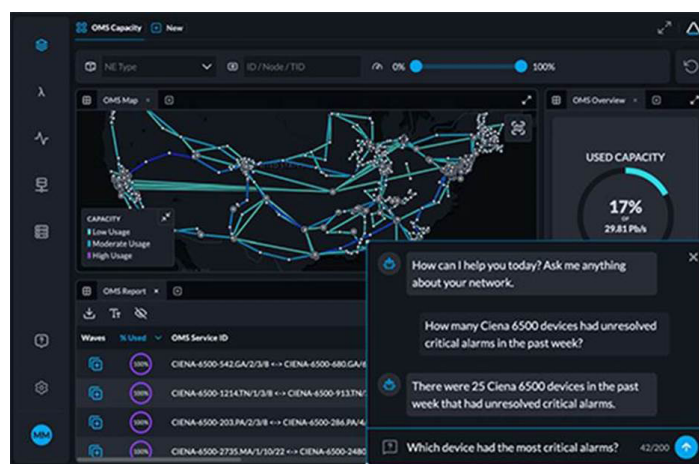 OMS Capacity
New
NE Type
ID / Node / TID
0%
100%
OMS Map
OMS Overview
USED CAPACITY
17%
OF
29.81 Pb/s
CAPACITY
Low Usage
Moderate Usage
High Usage
How can I help you today? Ask me anything
about your network.
How many Ciena 6500 devices had unresolved
critical alarms in the past week?
There were 25 Ciena 6500 devices in the past
week that had unresolved critical alarms.
Which device had the most critical alarms?
42/200
OMS Report
Tт
Waves
% Used
OMS Service ID
100%
CIENA-6500-542.GA/2/3/8 <-> CIENA-6500-680.GA/6
100%
CIENA-6500-1214.TN/1/3/8 <-> CIENA-6500-913.TN/
100%
CIENA-6500-203.PA/2/3/8 <-> CIENA-6500-286.PA/4/
100%
CIENA-6500-2735.MA/1/10/22 <-> CIENA-6500-2480
MM